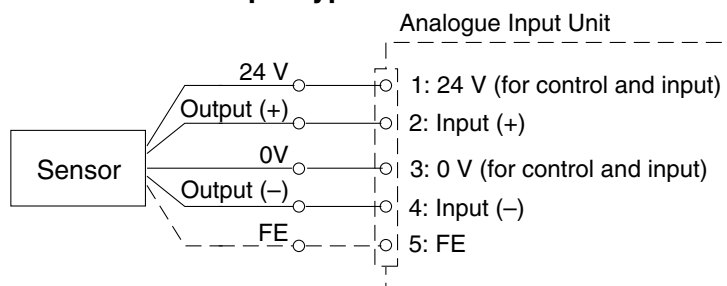 Analogue Input Unit
24 V
1: 24 V (for control and input)
Output (+)
2: Input (+)
Sensor
0V
3: 0 V (for control and input)
Output (–)
4: Input (–)
FE
5: FE